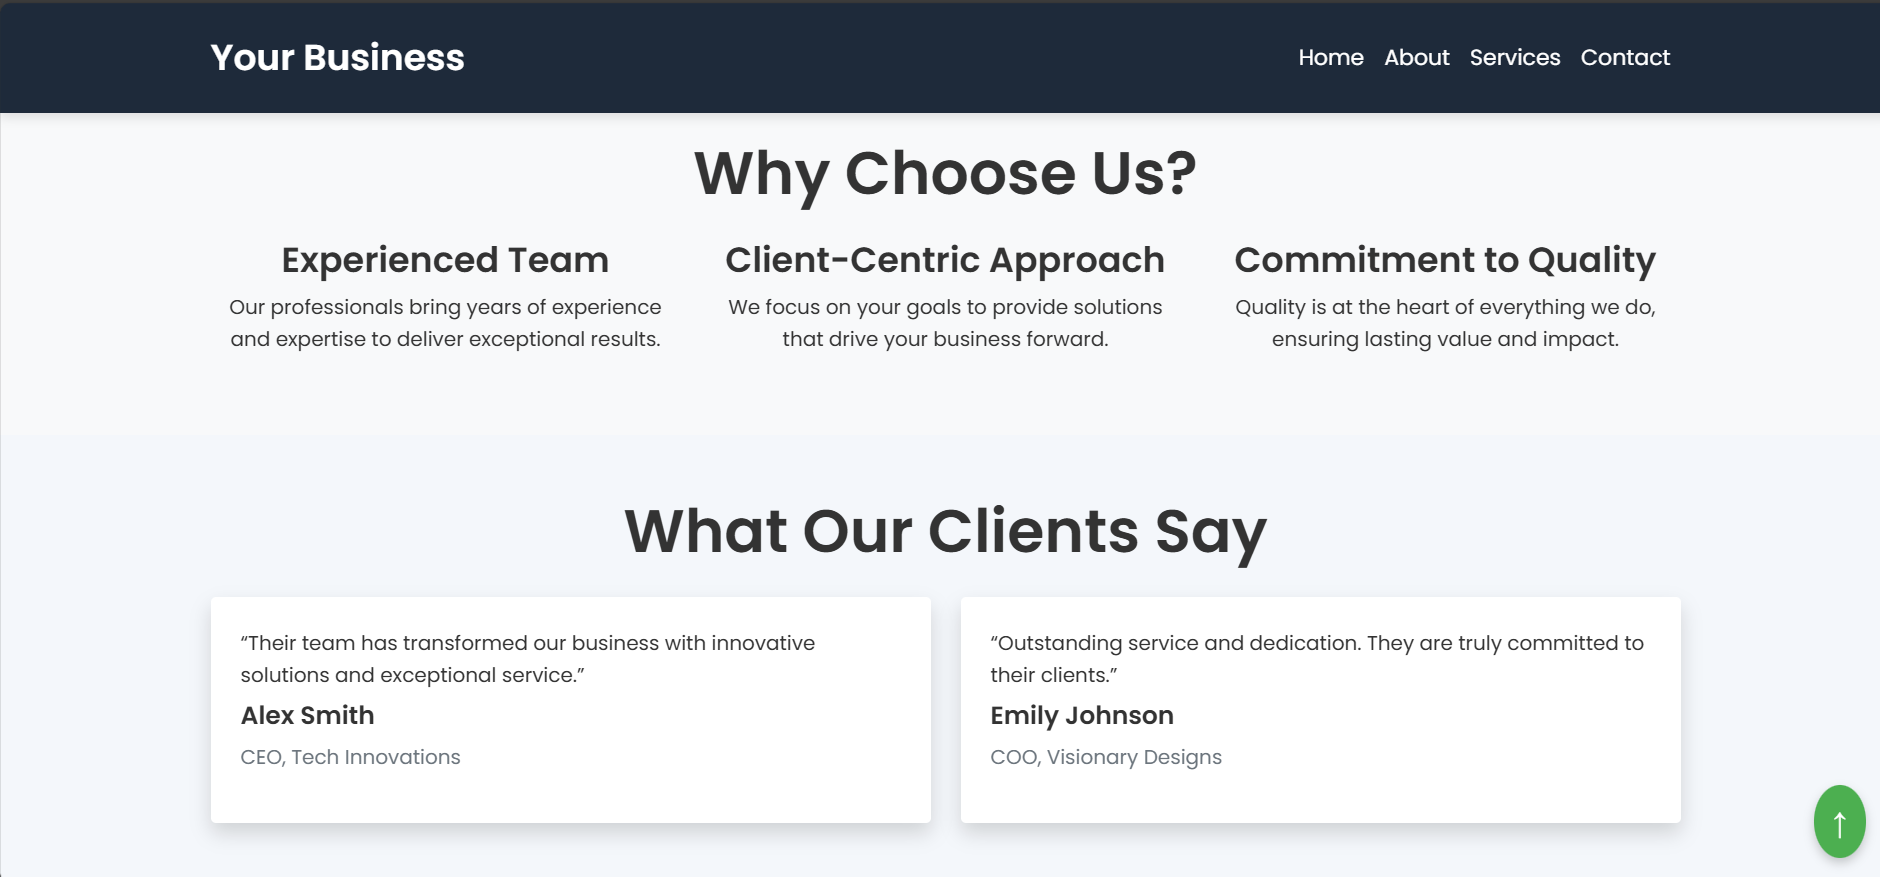 Your Business
Home About Services Contact
Why Choose Us?
Experienced Team
Our professionals bring years of experience
and expertise to deliver exceptional results.
Client-Centric Approach
We focus on your goals to provide solutions
that drive your business forward.
Commitment to Quality
Quality is at the heart of everything we do,
ensuring lasting value and impact.
What Our Clients Say
“Their team has transformed our business with innovative
solutions and exceptional service.”
Alex Smith
CEO, Tech Innovations
“Outstanding service and dedication. They are truly committed to
their clients.”
Emily Johnson
COO, Visionary Designs
↑